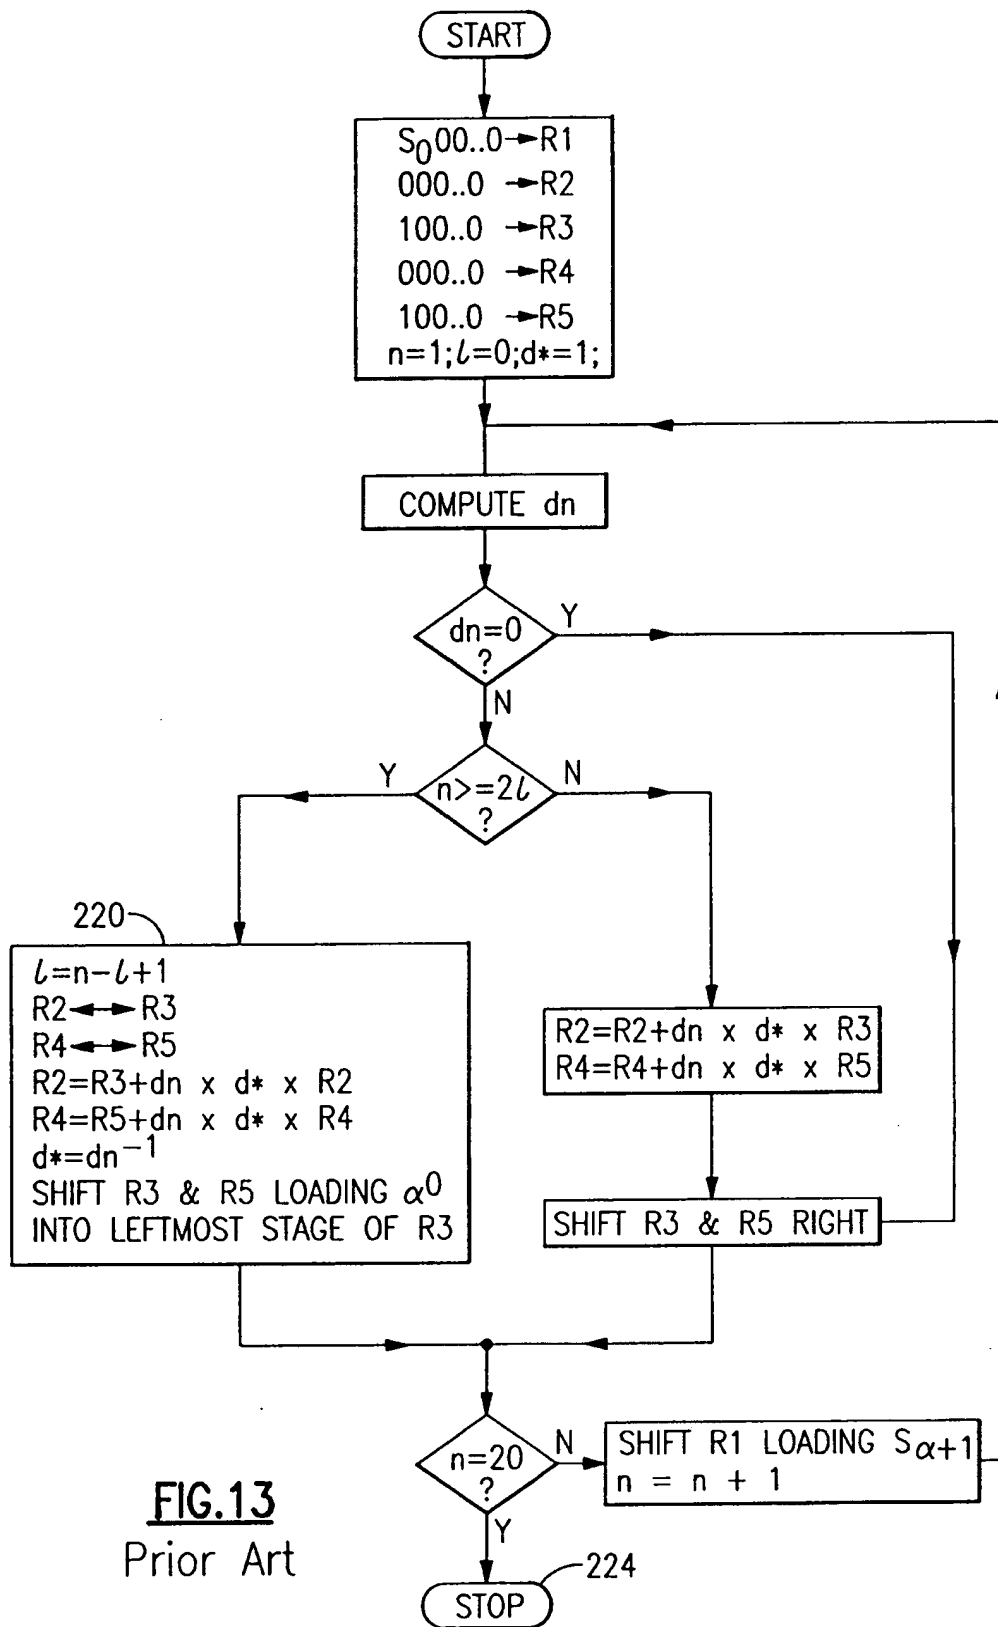 START
S₀00..0→R1
000..0 →R2
100..0 →R3
000..0 →R4
100..0 →R5
n=1;ℓ=0;d*=1;
COMPUTE dn
dn=0
?
Y
N
n>=2ℓ
?
Y
N
220
ℓ=n-ℓ+1
R2↔R3
R4↔R5
R2=R3+dn x d* x R2
R4=R5+dn x d* x R4
d*=dn⁻¹
SHIFT R3 & R5 LOADING α⁰
INTO LEFTMOST STAGE OF R3
R2=R2+dn x d* x R3
R4=R4+dn x d* x R5
SHIFT R3 & R5 RIGHT
n=20
?
N
Y
SHIFT R1 LOADING Sα+1
n = n + 1
FIG.13
Prior Art
STOP
224